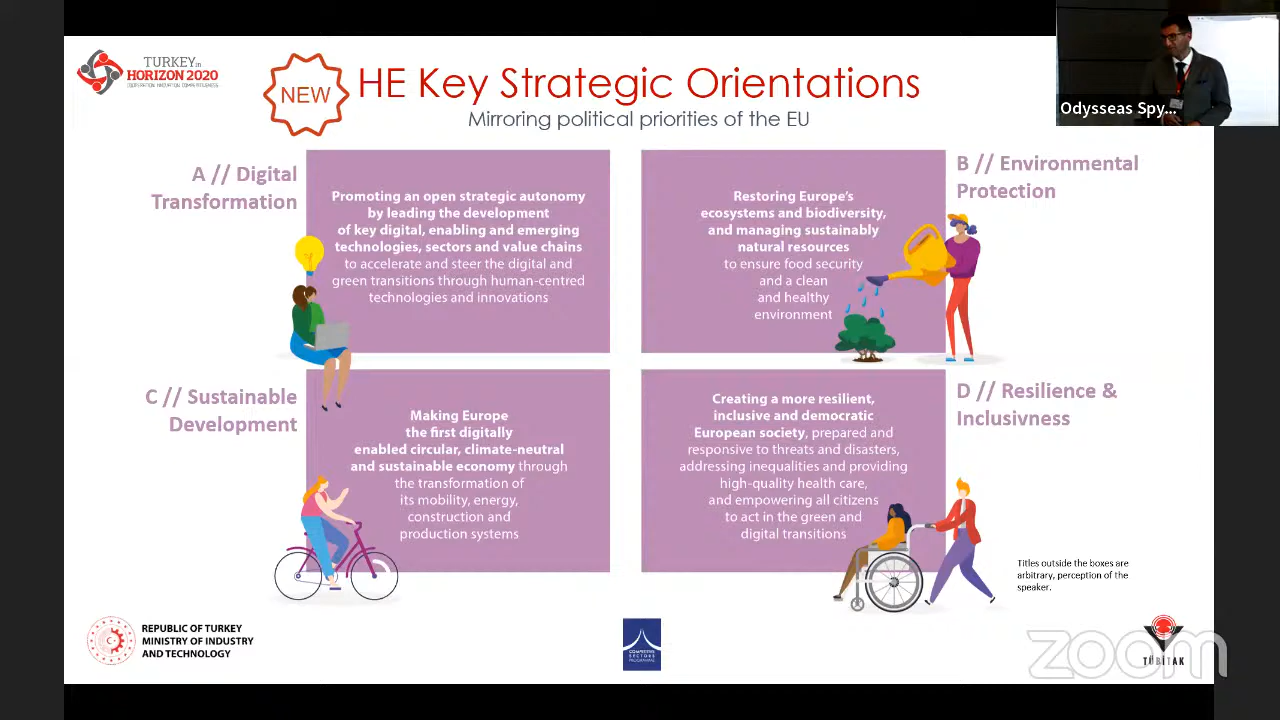 TURKEY in
HORIZON 2020
COOPERATION INNOVATION COMPETITIVENESS
NEW
HE Key Strategic Orientations
Mirroring political priorities of the EU
Odysseas Spy...
A // Digital
Transformation
Promoting an open strategic autonomy
by leading the development
of key digital, enabling and emerging
technologies, sectors and value chains
to accelerate and steer the digital and
green transitions through human-centred
technologies and innovations
B // Environmental
Protection
Restoring Europe's
ecosystems and biodiversity,
and managing sustainably
natural resources
to ensure food security
and a clean
and healthy
environment
C // Sustainable
Development
Making Europe
the first digitally
enabled circular, climate-neutral
and sustainable economy through
the transformation of
its mobility, energy,
construction and
production systems
D // Resilience &
Inclusivness
Creating a more resilient,
inclusive and democratic
European society, prepared and
responsive to threats and disasters,
addressing inequalities and providing
high-quality health care,
and empowering all citizens
to act in the green and
digital transitions
Titles outside the boxes are
arbitrary, perception of the
speaker.
REPUBLIC OF TURKEY
MINISTRY OF INDUSTRY
AND TECHNOLOGY
COMPETITIVE
SECTORS
PROGRAMME
zoom
TÜBİTAK